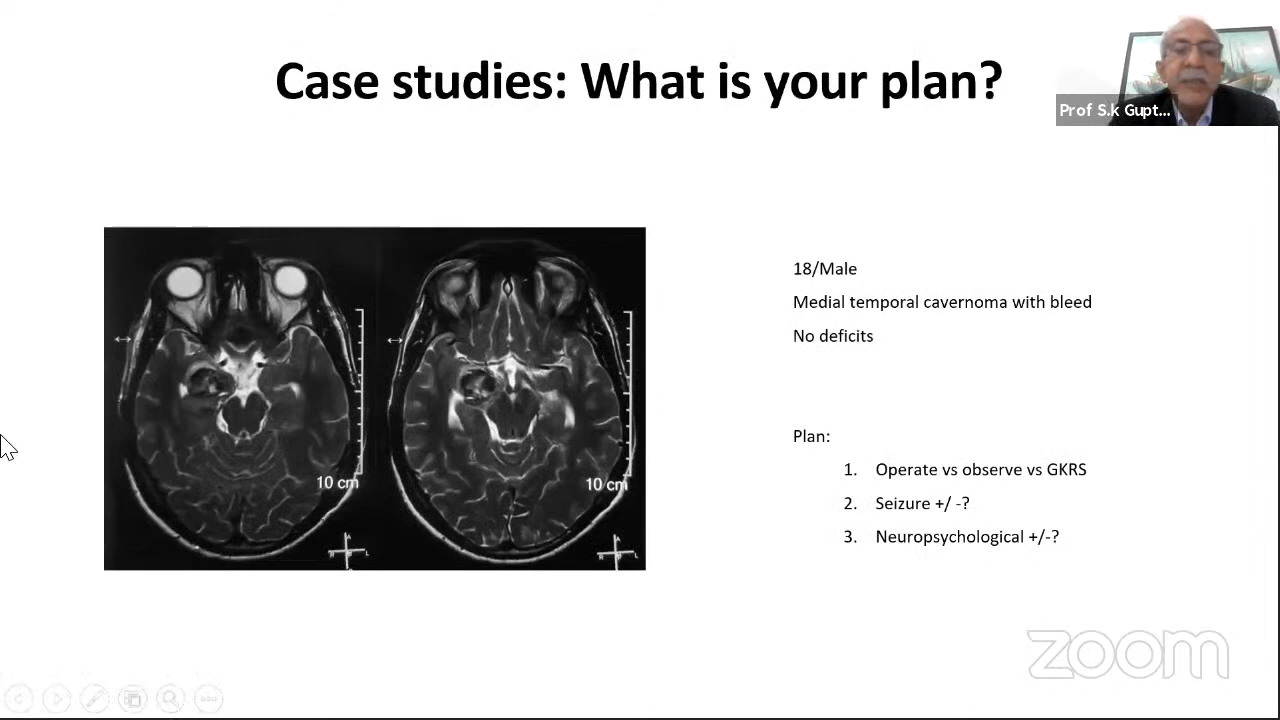 Case studies: What is your plan?
Prof S.k Gupt...
18/Male
Medial temporal cavernoma with bleed
No deficits
10 cm
10 cm
Plan:
1. Operate vs observe vs GKRS
2. Seizure +/ -?
3. Neuropsychological +/-?
zoom